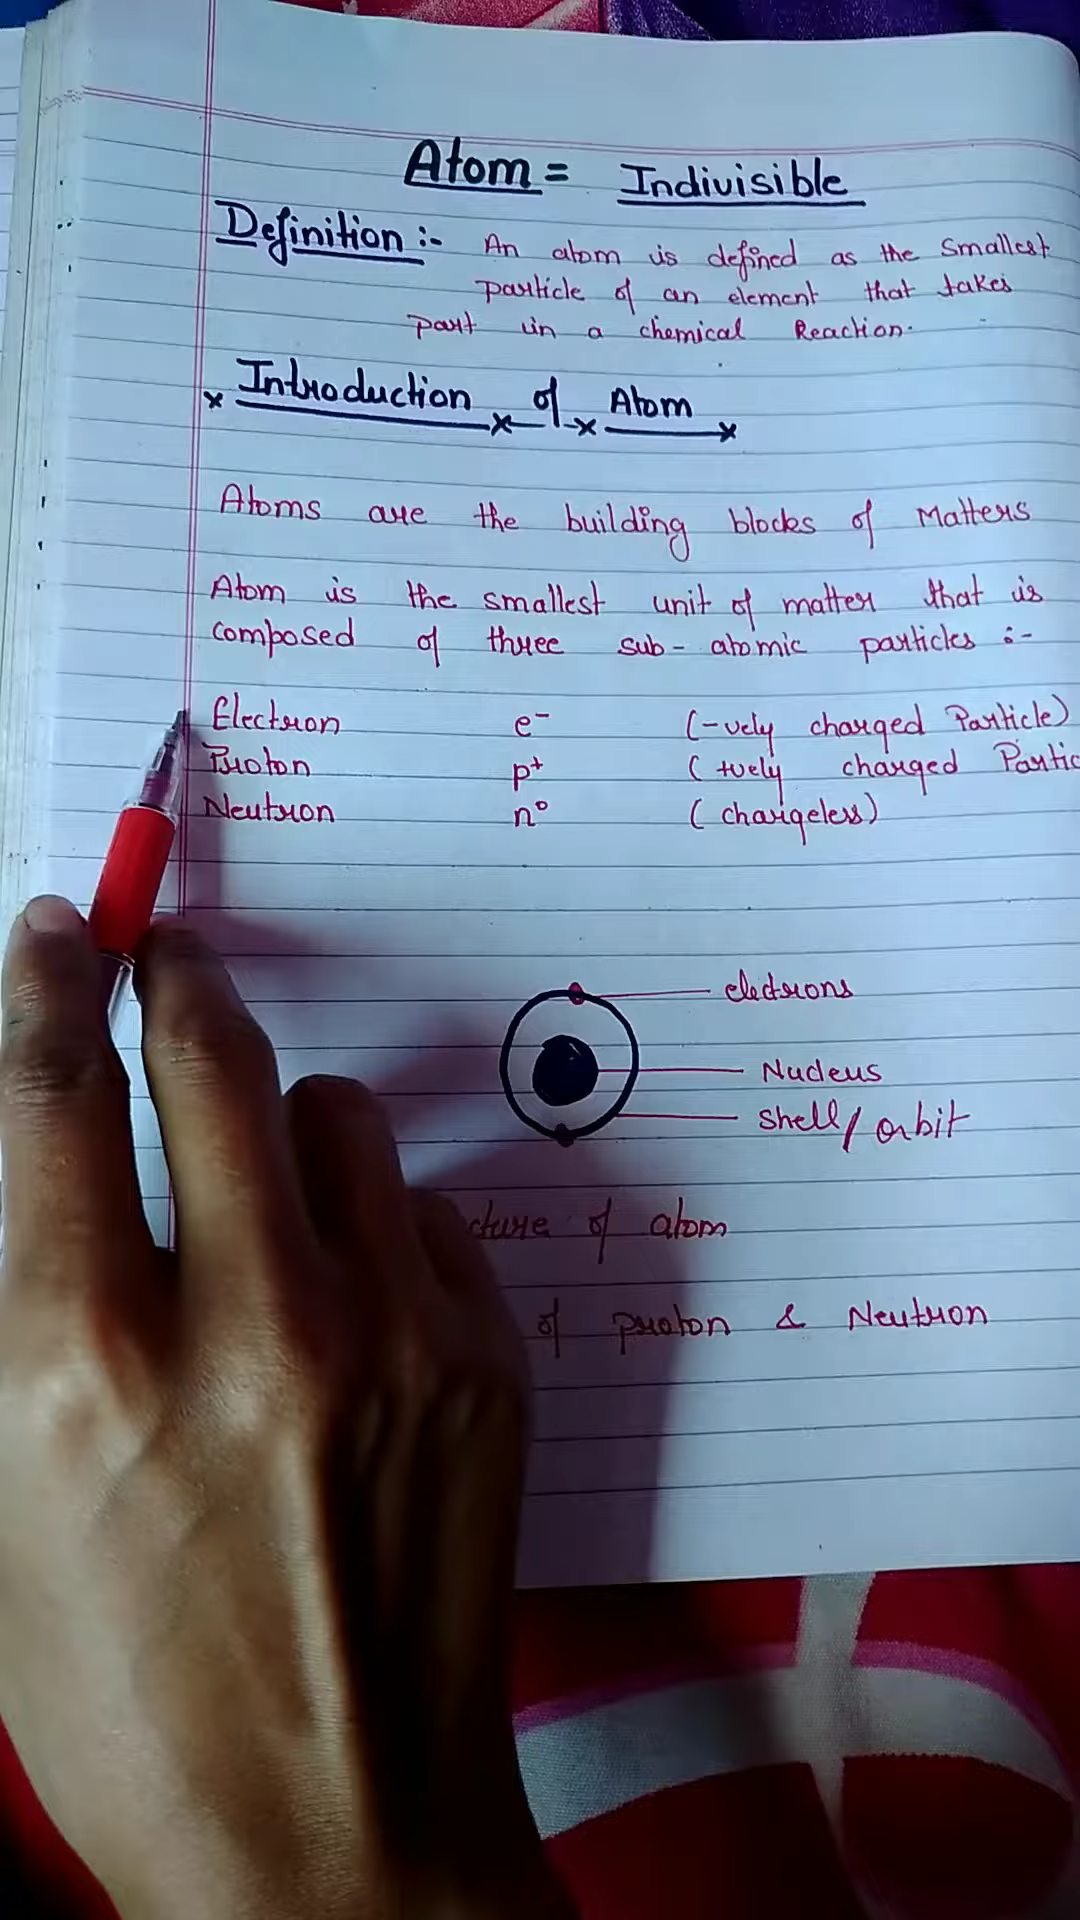 Atom = Indivisible
Definition :- An atom is defined as the smallest
particle of an element that takes
part in a chemical Reaction.
Introduction of Atom
Atoms are the building blocks of Matters
Atom is the smallest unit of matter that is
composed of three sub-atomic particles :-
Electron e⁻ (-vely charged Particle)
Proton p⁺ (+vely charged
Neutron n⁰ (chargeless)
electrons
Nucleus
shell/orbit
of atom
of proton & Neutron